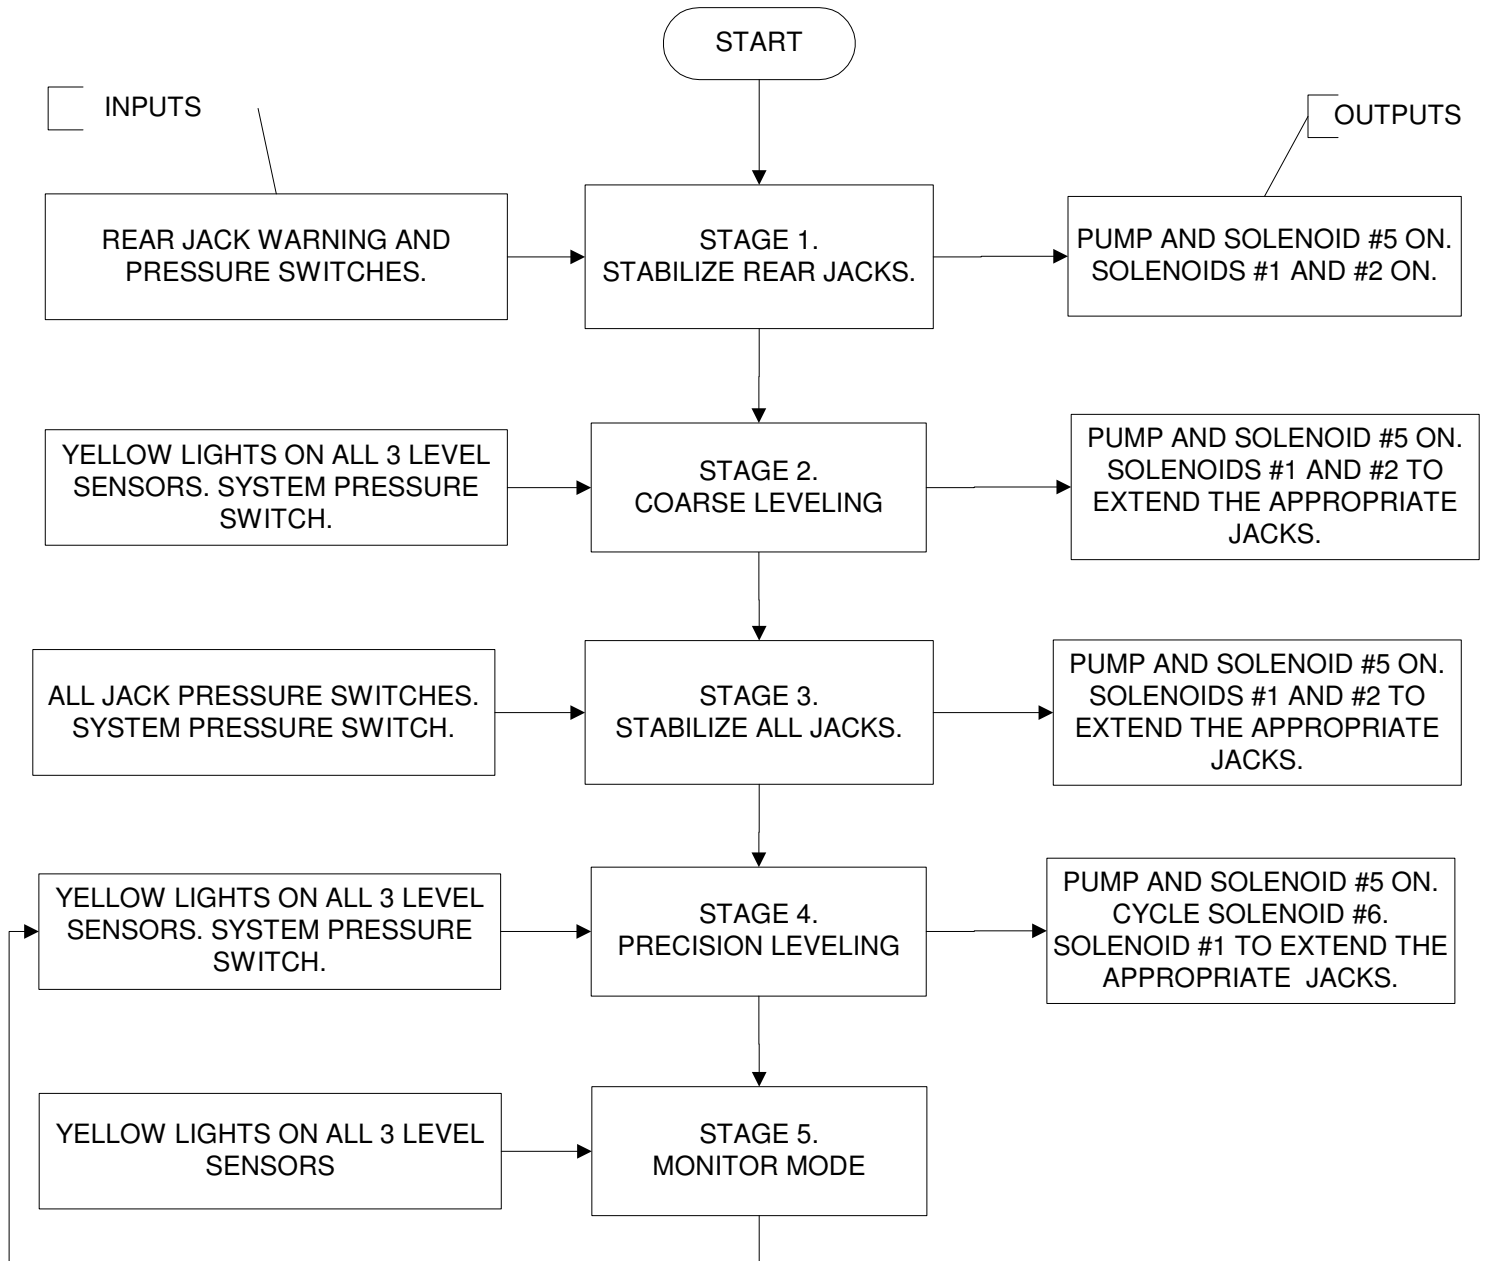 START
INPUTS
OUTPUTS
REAR JACK WARNING AND
PRESSURE SWITCHES.
STAGE 1.
STABILIZE REAR JACKS.
PUMP AND SOLENOID #5 ON.
SOLENOIDS #1 AND #2 ON.
YELLOW LIGHTS ON ALL 3 LEVEL
SENSORS. SYSTEM PRESSURE
SWITCH.
STAGE 2.
COARSE LEVELING
PUMP AND SOLENOID #5 ON.
SOLENOIDS #1 AND #2 TO
EXTEND THE APPROPRIATE
JACKS.
ALL JACK PRESSURE SWITCHES.
SYSTEM PRESSURE SWITCH.
STAGE 3.
STABILIZE ALL JACKS.
PUMP AND SOLENOID #5 ON.
SOLENOIDS #1 AND #2 TO
EXTEND THE APPROPRIATE
JACKS.
YELLOW LIGHTS ON ALL 3 LEVEL
SENSORS. SYSTEM PRESSURE
SWITCH.
STAGE 4.
PRECISION LEVELING
PUMP AND SOLENOID #5 ON.
CYCLE SOLENOID #6.
SOLENOID #1 TO EXTEND THE
APPROPRIATE JACKS.
YELLOW LIGHTS ON ALL 3 LEVEL
SENSORS
STAGE 5.
MONITOR MODE